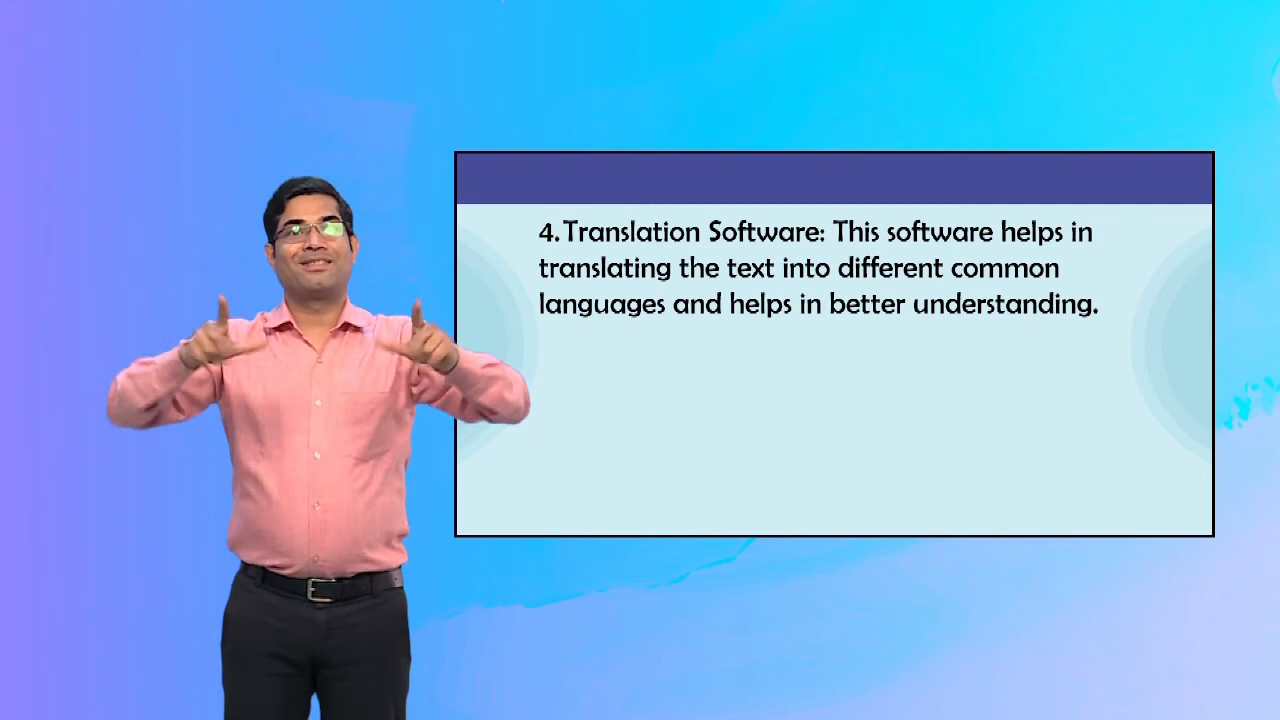 4. Translation Software: This software helps in
translating the text into different common
languages and helps in better understanding.